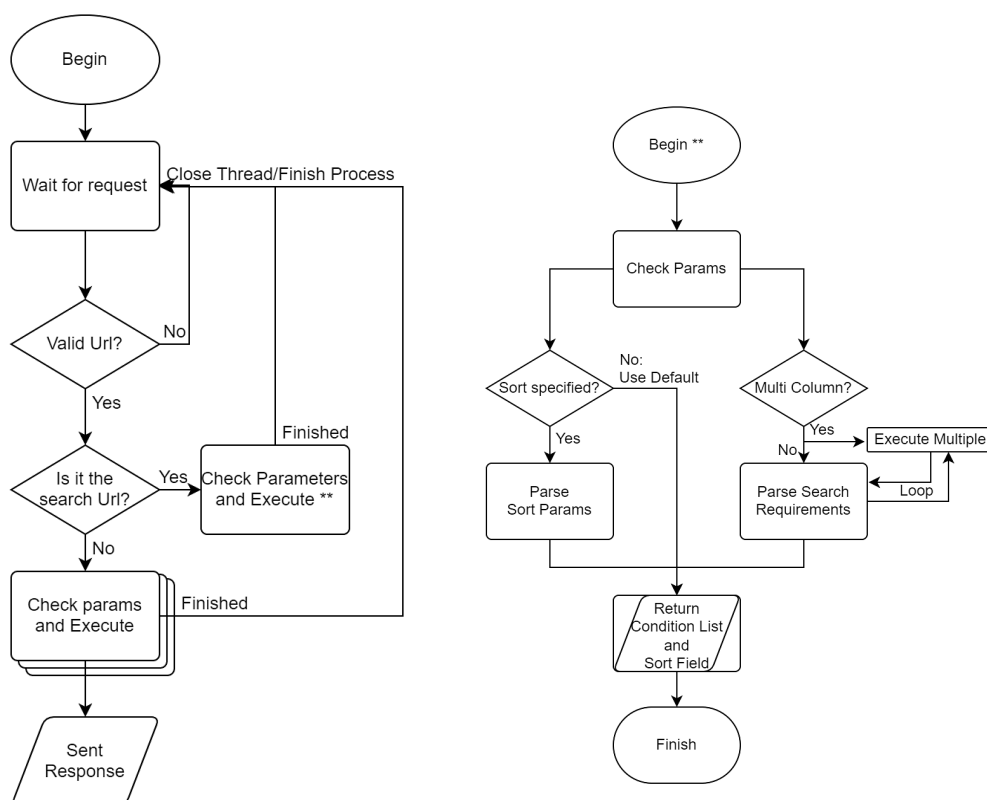 Begin
Wait for request
Close Thread/Finish Process
Valid Url?
No
Yes
Is it the
search Url?
Yes
Check Parameters
and Execute **
Finished
No
Check params
and Execute
Finished
Sent
Response
Begin **
Check Params
Sort specified?
No:
Use Default
Yes
Parse
Sort Params
Multi Column?
Yes
No
Execute Multiple
Parse Search
Requirements
Loop
Return
Condition List
and
Sort Field
Finish